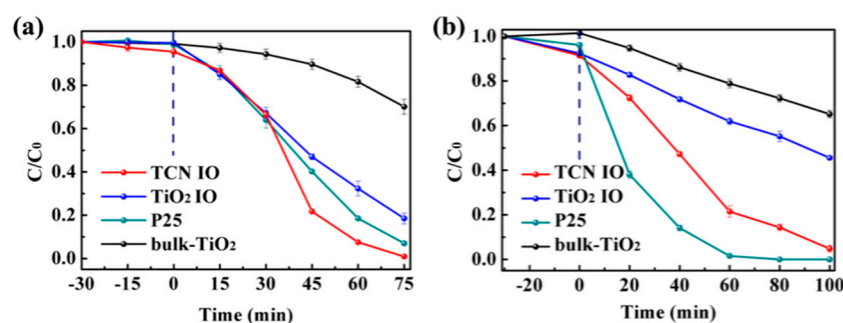 (a)
C/C₀
1.0
0.8
0.6
0.4
0.2
0.0
TCN IO
TiO₂ IO
P25
bulk-TiO₂
-30 -15 0 15 30 45 60 75
Time (min)
(b)
C/C₀
1.0
0.8
0.6
0.4
0.2
0.0
TCN IO
TiO₂ IO
P25
bulk-TiO₂
-20 0 20 40 60 80 100
Time (min)